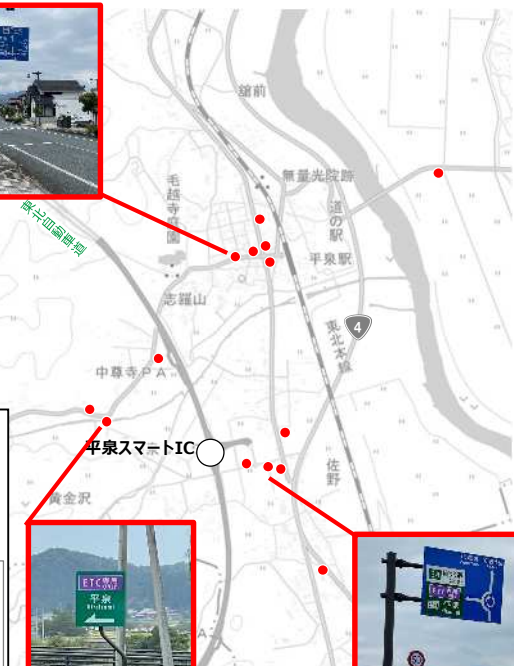 舘前
無量光院跡
毛越寺庭園
道の駅
平泉駅
東北自動車道
志羅山
4
東北本線
中尊寺PA
平泉スマートIC
佐野
黄金沢
ETC専用
平泉
Hiraizumi